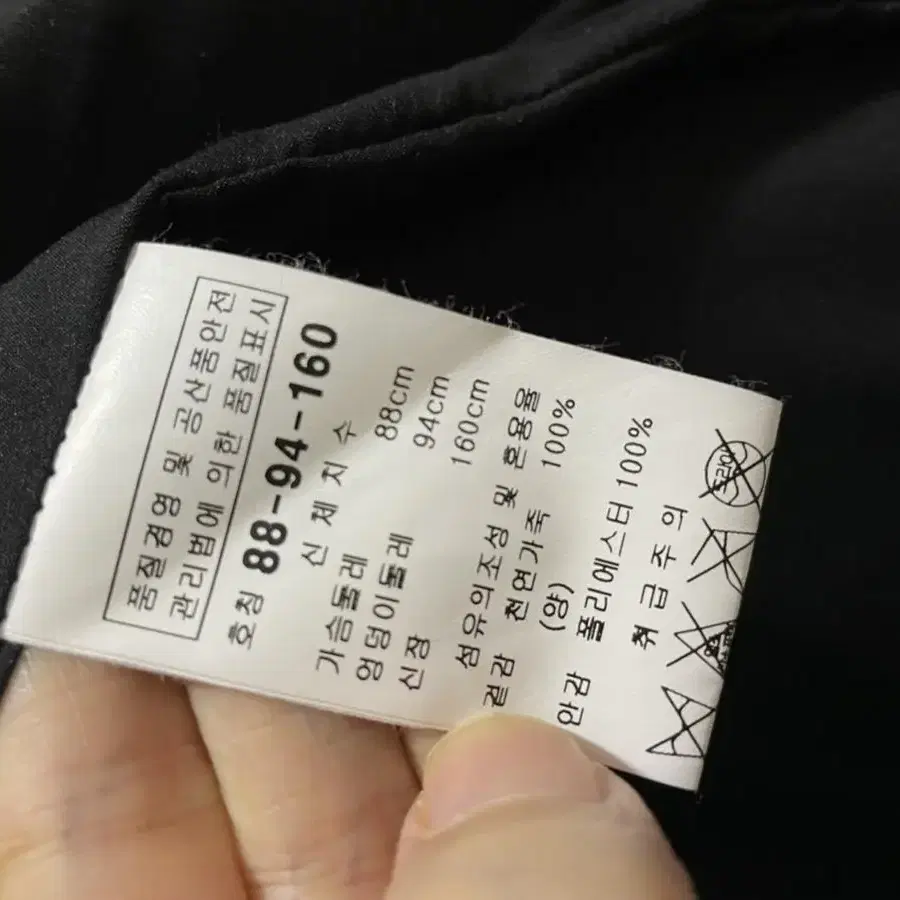 품질경영 및 공산품안전
관리법에 의한 품질표시
호칭 88-94-160
신 체 치 수
가슴둘레 88cm
엉덩이둘레 94cm
신장 160cm
섬유의조성 및 혼용율
겉감 천연가죽 100%
(양)
안감 폴리에스터 100%
취 급 주 의
드라이